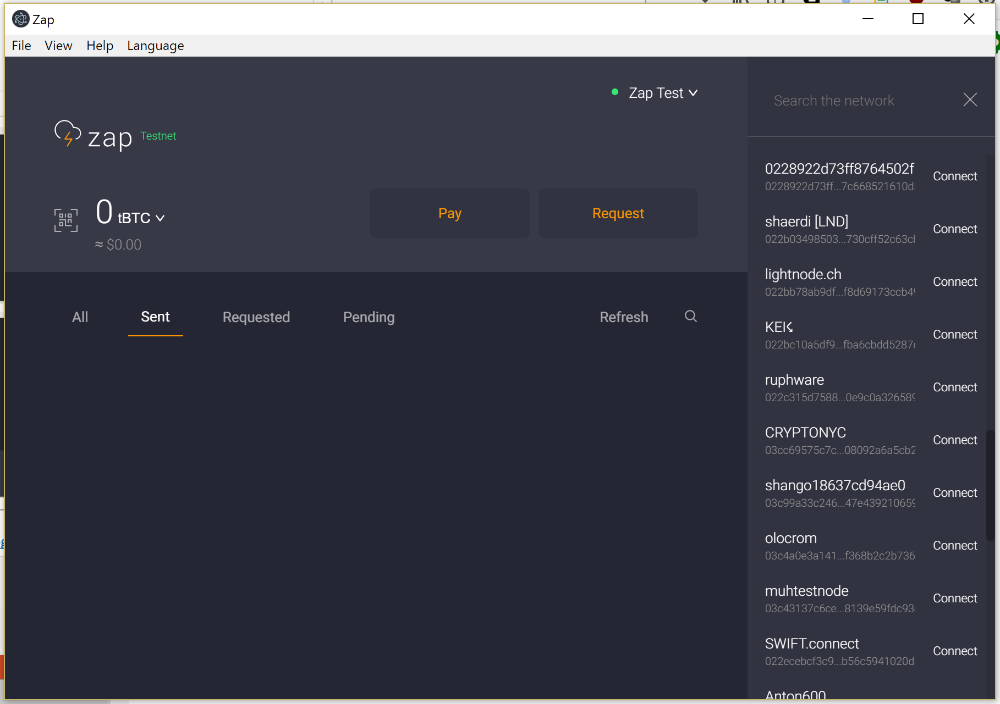 Zap
File View Help Language
Zap Test
zap Testnet
0 tBTC
≈ $0.00
Pay
Request
All Sent Requested Pending Refresh
Search the network
0228922d73ff8764502f
0228922d73ff...7c668521610d
Connect
shaerdi [LND]
022b03498503...730cff52c63c
Connect
lightnode.ch
022bb78ab9df...f8d69173ccb4
Connect
KEI☇
022bc10a5df9...fba6cbdd5287
Connect
ruphware
022c315d7588...0e9c0a326589
Connect
CRYPTONYC
03cc69575c7c...08092a6a5cb2
Connect
shango18637cd94ae0
03c99a33c246...47e439210659
Connect
olocrom
03c4a0e3a141...f368b2c2b736
Connect
muhtestnode
03c43137c6ce...8139e59fdc93
Connect
SWIFT.connect
022ecebcf3c9...b56c5941020d
Connect
Anton600